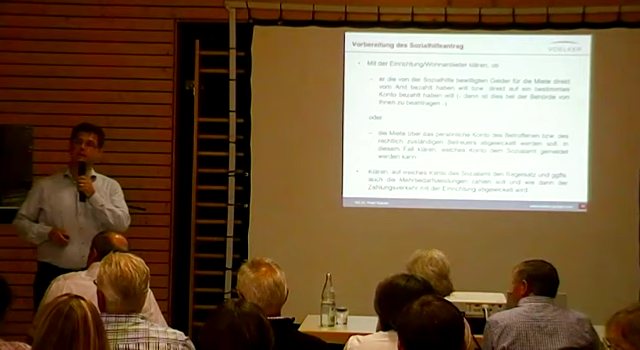 Vorbereitung des Sozialhilfeantrag
VOELKER
Mit der Einrichtung/Wohnanbieter klären, ob
er die von der Sozialhilfe bewilligten Gelder für die Miete direkt
vom Amt bezahlt haben will bzw. direkt auf ein bestimmtes
Konto bezahlt haben will (- dann ist dies bei der Behörde von
Ihnen zu beantragen -)
oder
die Miete über das persönliche Konto des Betroffenen bzw. des
rechtlich zuständigen Betreuers abgewickelt werden soll. In
diesem Fall klären, welches Konto dem Sozialamt gemeldet
werden kann.
Klären, auf welches Konto das Sozialamt den Regelsatz und ggfls.
auch die Mehrbedarfsleistungen zahlen soll und wie dann der
Zahlungsverkehr mit der Einrichtung abgewickelt wird.